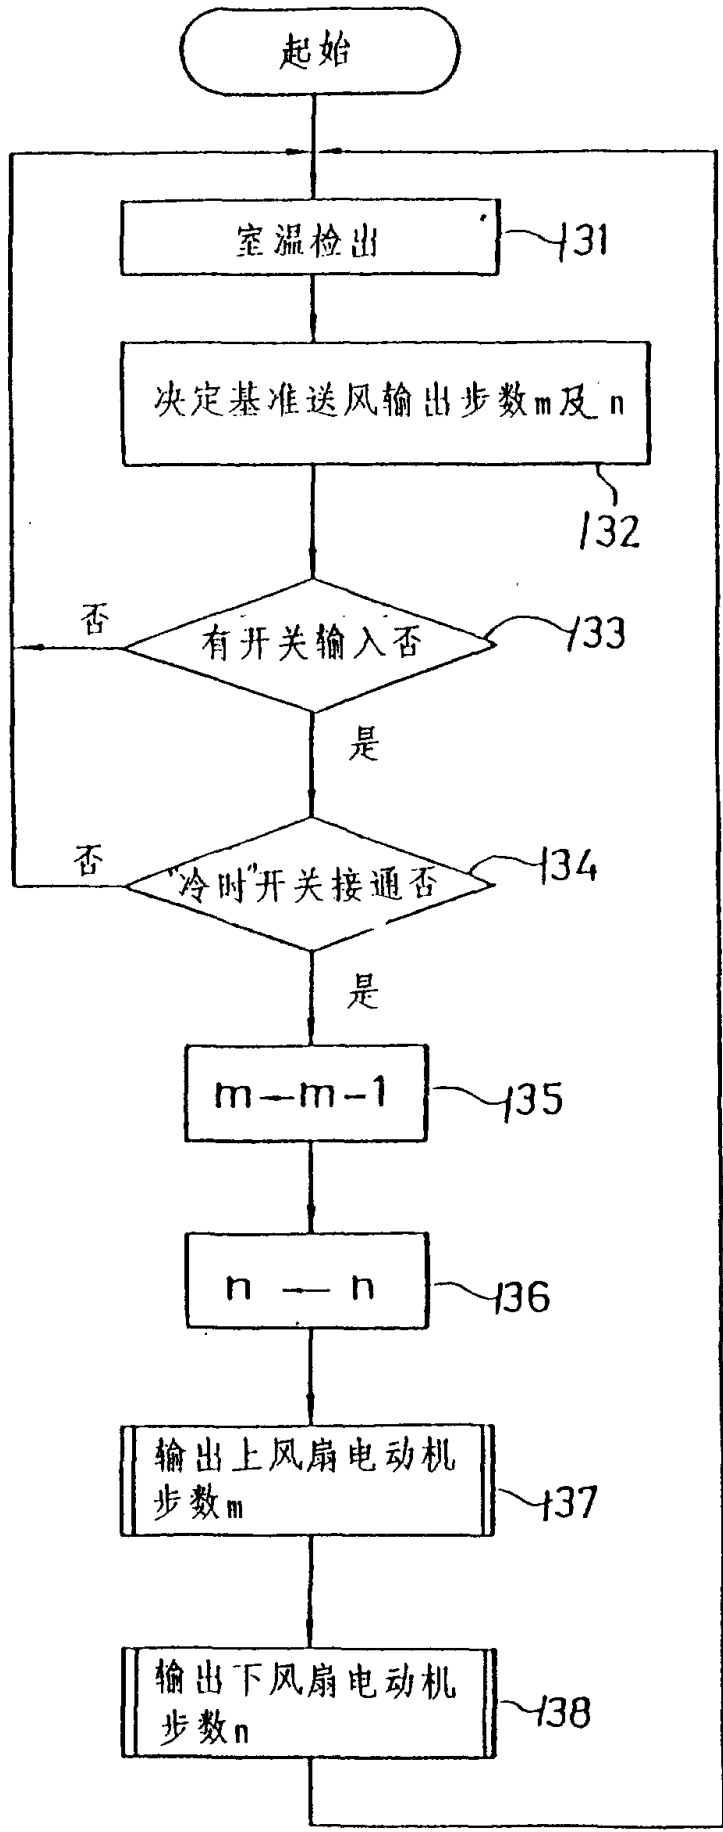 起始
室温检出
131
决定基准送风输出步数m及n
132
有开关输入否
133
否
是
"冷时"开关接通否
134
否
是
m←m-1
135
n ← n
136
输出上风扇电动机
步数m
137
输出下风扇电动机
步数n
138